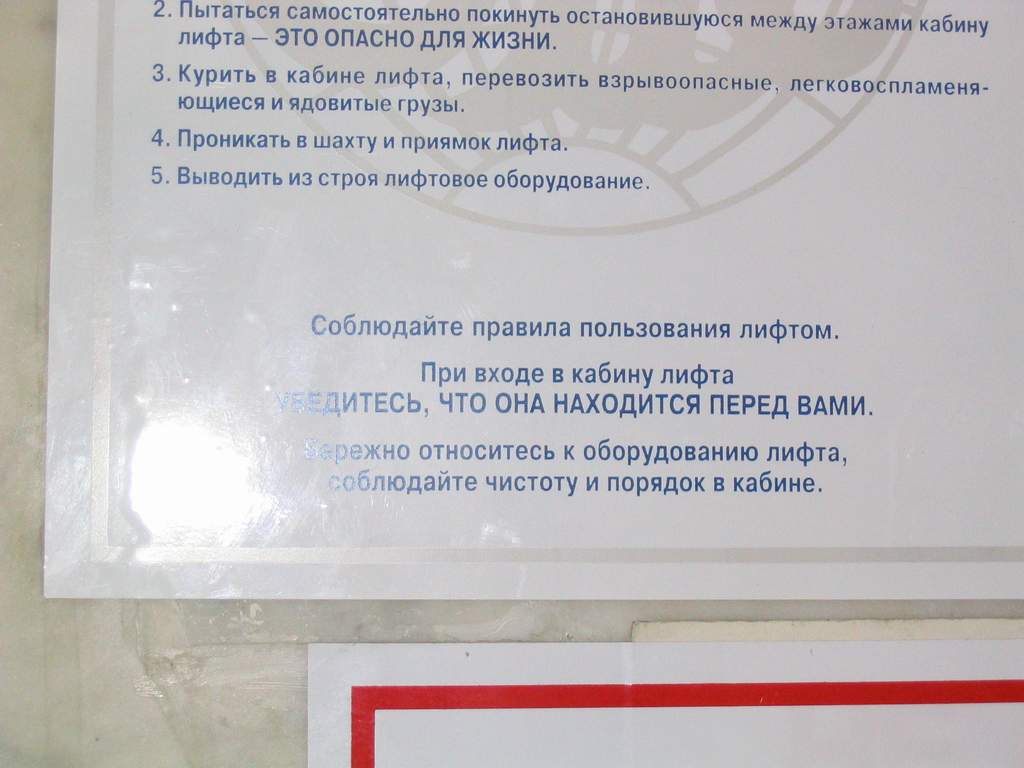 2. Пытаться самостоятельно покинуть остановившуюся между этажами кабину
лифта — ЭТО ОПАСНО ДЛЯ ЖИЗНИ.
3. Курить в кабине лифта, перевозить взрывоопасные, легковоспламеня-
ющиеся и ядовитые грузы.
4. Проникать в шахту и приямок лифта.
5. Выводить из строя лифтовое оборудование.
Соблюдайте правила пользования лифтом.
При входе в кабину лифта
УБЕДИТЕСЬ, ЧТО ОНА НАХОДИТСЯ ПЕРЕД ВАМИ.
Бережно относитесь к оборудованию лифта,
соблюдайте чистоту и порядок в кабине.